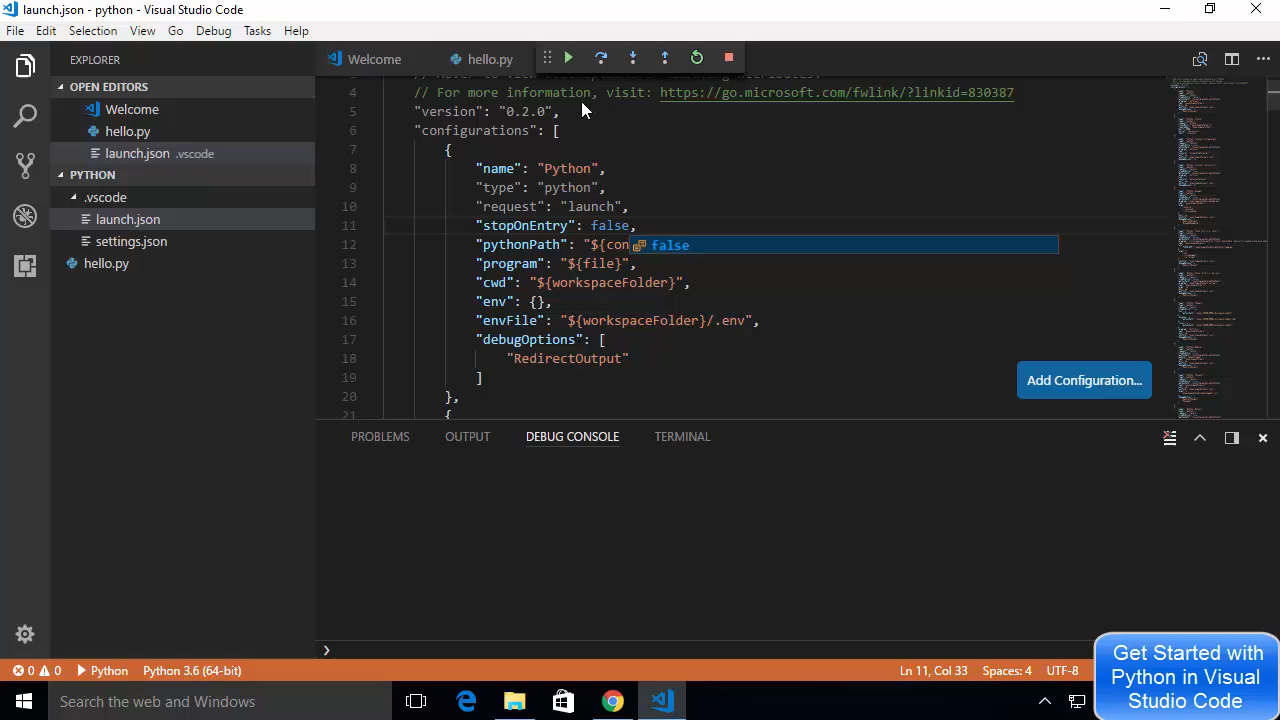 launch.json - python - Visual Studio Code
File Edit Selection View Go Debug Tasks Help
EXPLORER
OPEN EDITORS
Welcome
hello.py
launch.json .vscode
PYTHON
.vscode
launch.json
settings.json
hello.py
Welcome hello.py
4 // For more information, visit: https://go.microsoft.com/fwlink/?linkid=830387
5 "version": "0.2.0",
6 "configurations": [
7 {
8 "name": "Python",
9 "type": "python",
10 "request": "launch",
11 "stopOnEntry": false,
12 "pythonPath": "${con
false
13 "program": "${file}",
14 "cwd": "${workspaceFolder}",
15 "env": {},
16 "envFile": "${workspaceFolder}/.env",
17 "debugOptions": [
18 "RedirectOutput"
19 ]
20 },
21 {
Add Configuration...
PROBLEMS OUTPUT DEBUG CONSOLE TERMINAL
0 0 Python Python 3.6 (64-bit) Ln 11, Col 33 Spaces: 4 UTF-8
Search the web and Windows
Get Started with
Python in Visual
Studio Code